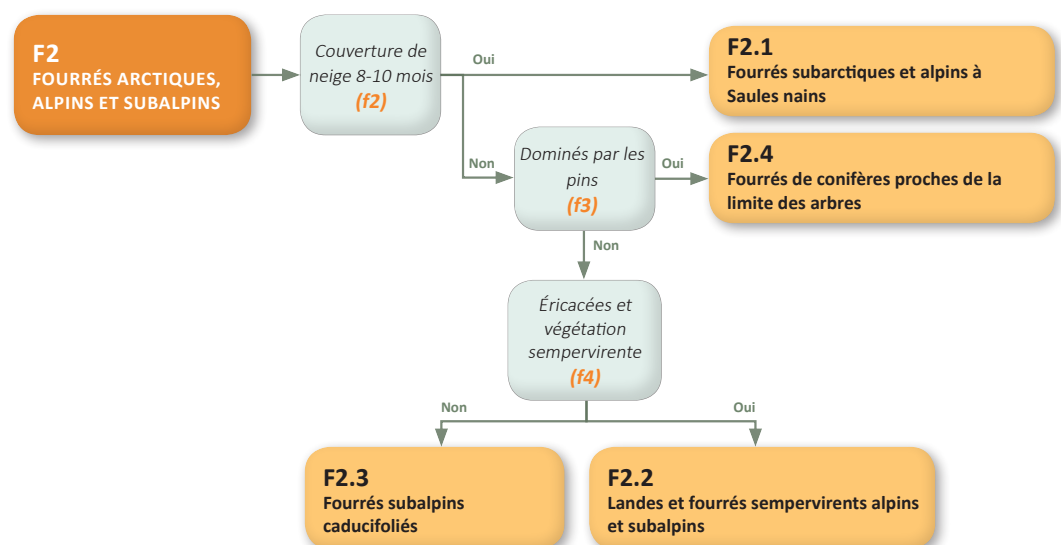 F2
FOURRÉS ARCTIQUES,
ALPINS ET SUBALPINS
Couverture de
neige 8-10 mois
(f2)
Oui
F2.1
Fourrés subarctiques et alpins à
Saules nains
Non
Dominés par les
pins
(f3)
Oui
F2.4
Fourrés de conifères proches de la
limite des arbres
Non
Éricacées et
végétation
sempervirente
(f4)
Non
Oui
F2.3
Fourrés subalpins
caducifoliés
F2.2
Landes et fourrés sempervirents alpins
et subalpins